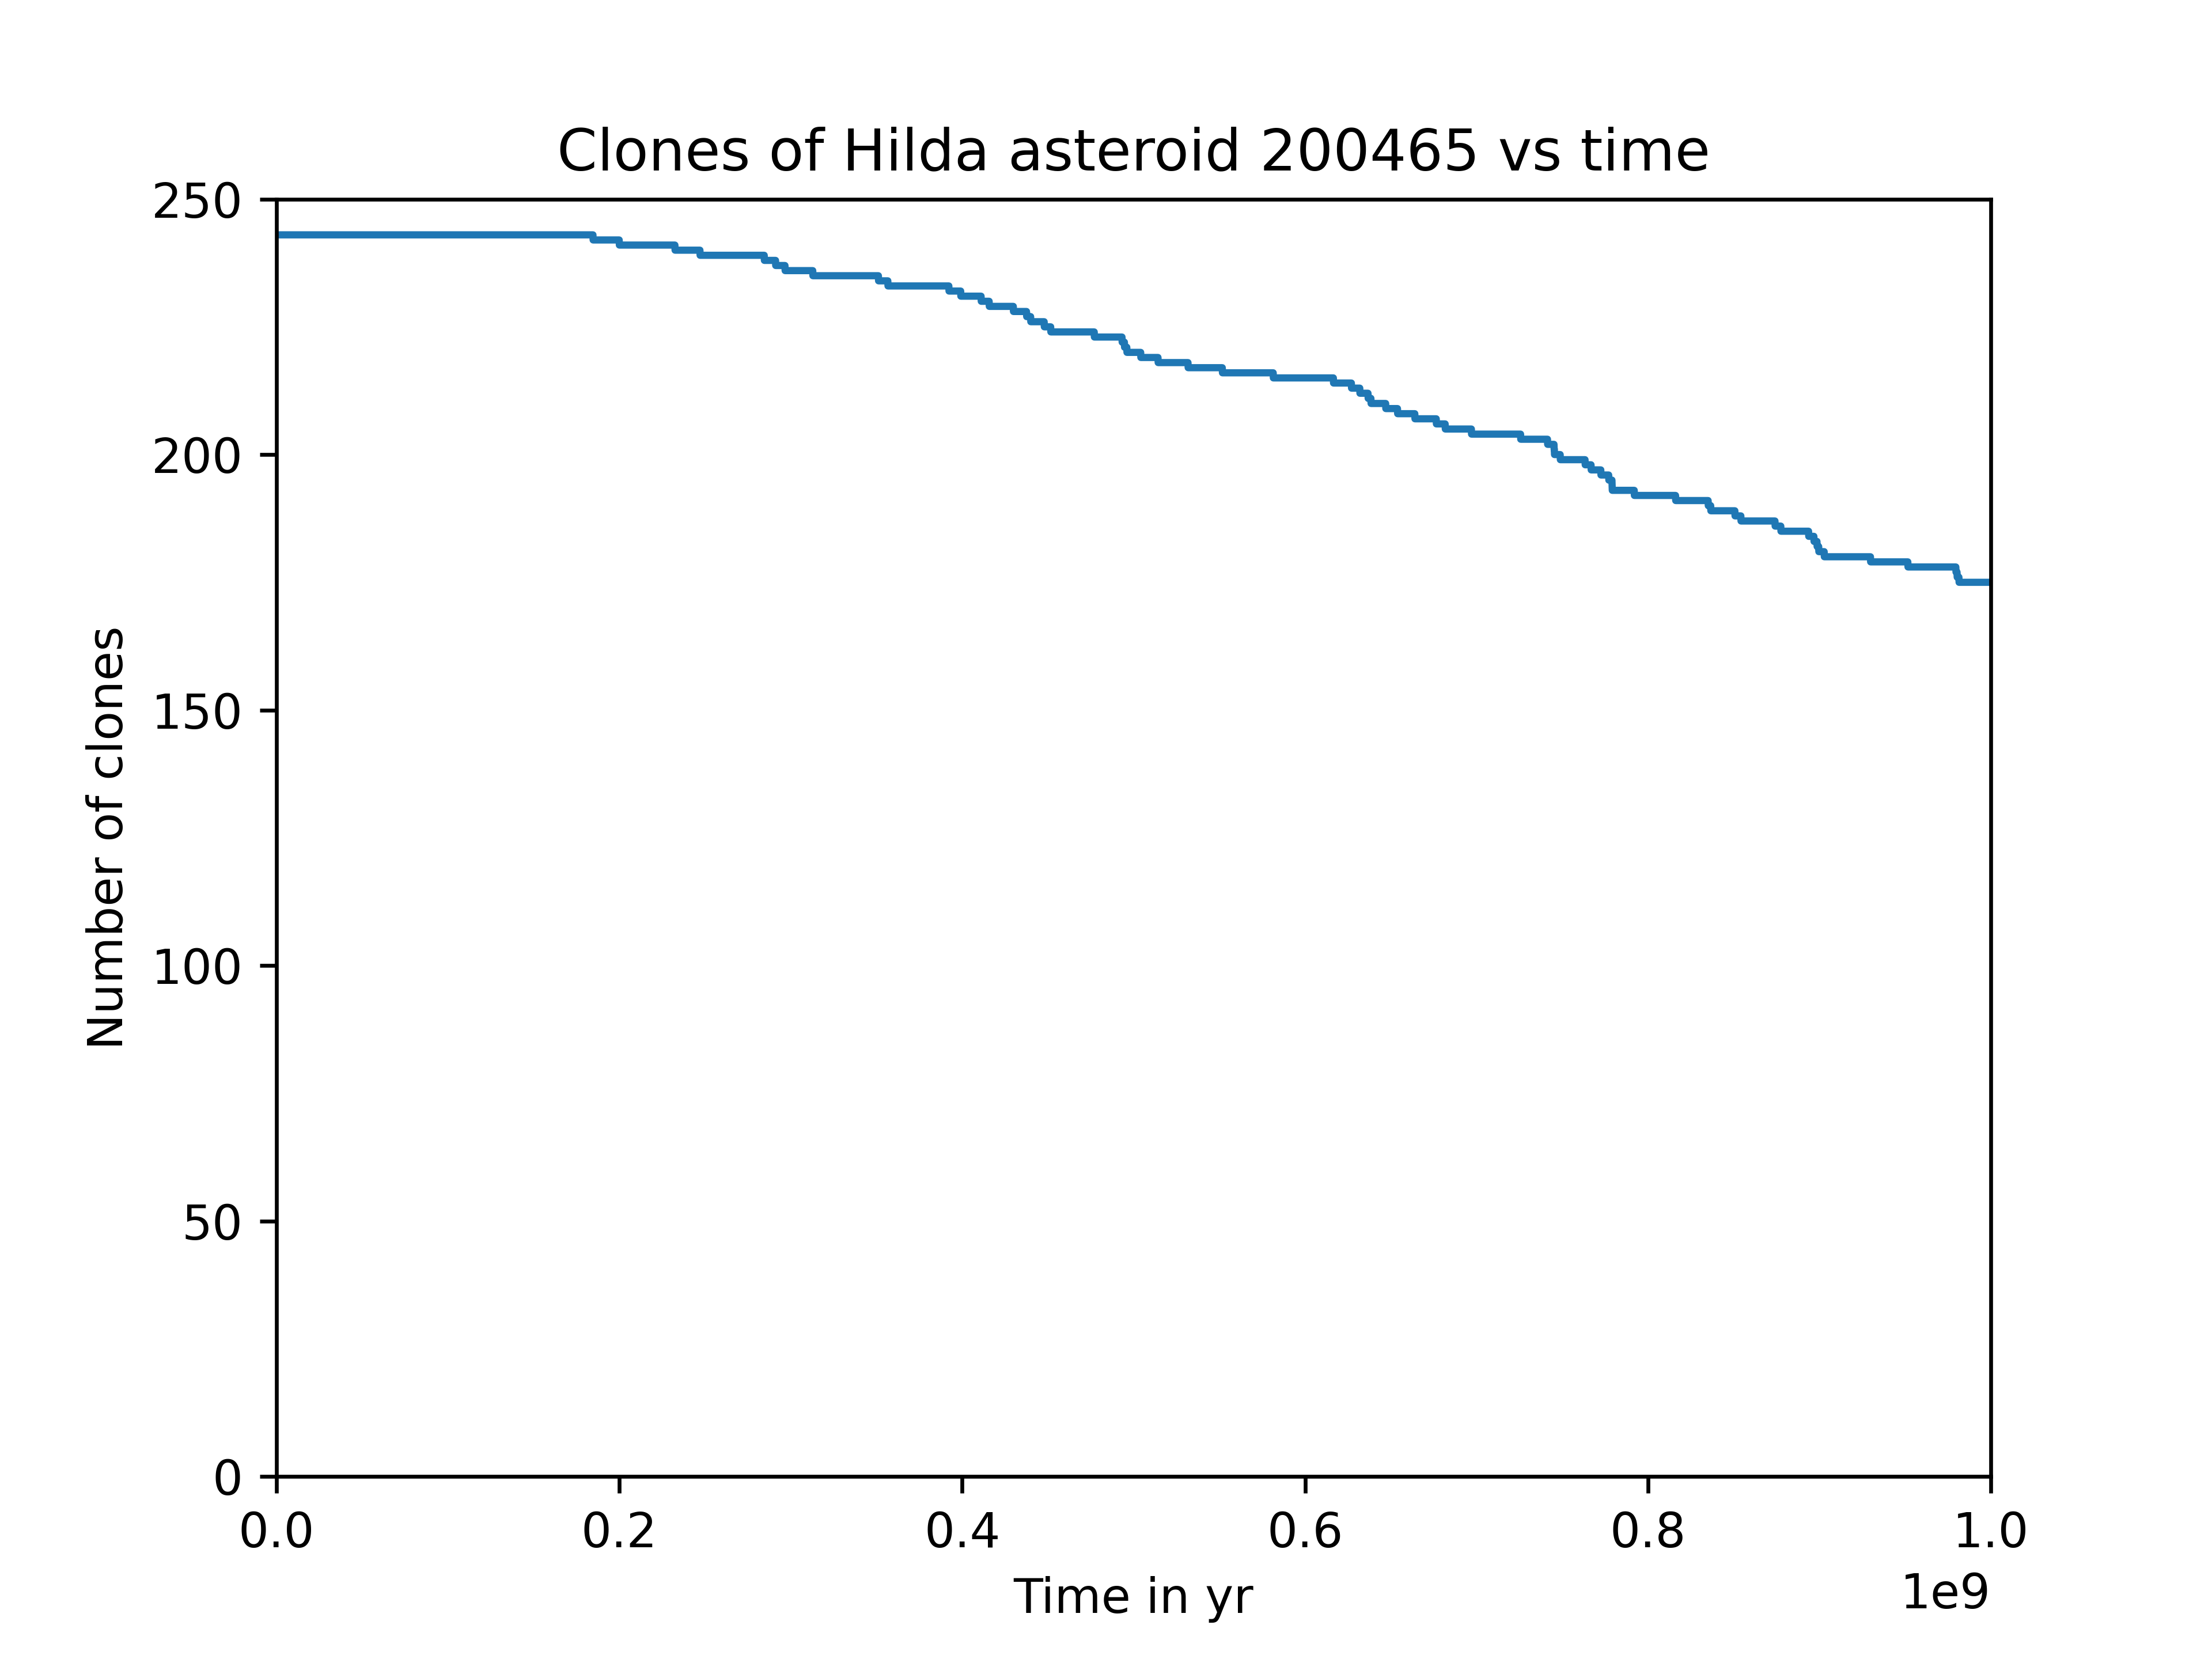 Clones of Hilda asteroid 200465 vs time
250
200
150
100
50
0
Number of clones
0.0 0.2 0.4 0.6 0.8 1.0
Time in yr
1e9